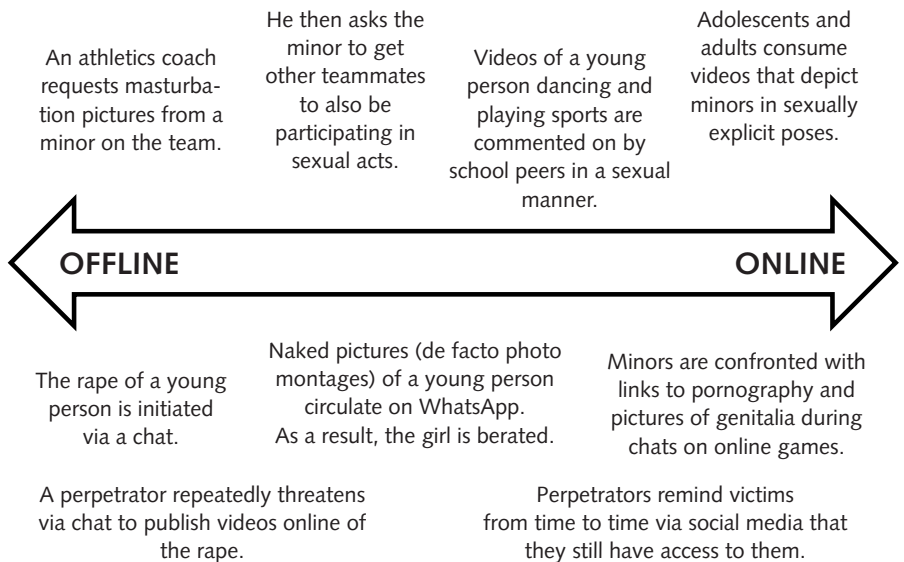 An athletics coach
requests masturba-
tion pictures from a
minor on the team.
He then asks the
minor to get
other teammates
to also be
participating in
sexual acts.
Videos of a young
person dancing and
playing sports are
commented on by
school peers in a sexual
manner.
Adolescents and
adults consume
videos that depict
minors in sexually
explicit poses.
OFFLINE
ONLINE
The rape of a young
person is initiated
via a chat.
Naked pictures (de facto photo
montages) of a young person
circulate on WhatsApp.
As a result, the girl is berated.
Minors are confronted with
links to pornography and
pictures of genitalia during
chats on online games.
A perpetrator repeatedly threatens
via chat to publish videos online of
the rape.
Perpetrators remind victims
from time to time via social media that
they still have access to them.